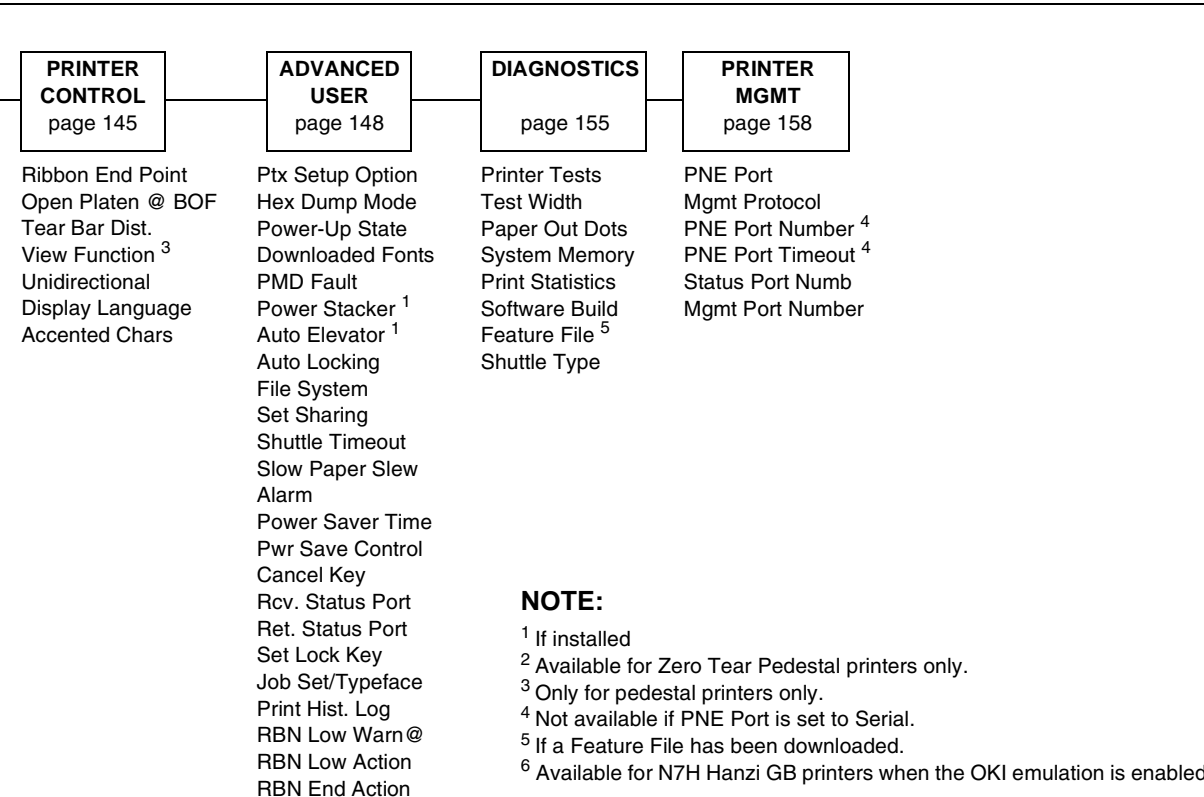 PRINTER
CONTROL
page 145
Ribbon End Point
Open Platen @ BOF
Tear Bar Dist.
View Function 3
Unidirectional
Display Language
Accented Chars
ADVANCED
USER
page 148
Ptx Setup Option
Hex Dump Mode
Power-Up State
Downloaded Fonts
PMD Fault
Power Stacker 1
Auto Elevator 1
Auto Locking
File System
Set Sharing
Shuttle Timeout
Slow Paper Slew
Alarm
Power Saver Time
Pwr Save Control
Cancel Key
Rcv. Status Port
Ret. Status Port
Set Lock Key
Job Set/Typeface
Print Hist. Log
RBN Low Warn@
RBN Low Action
RBN End Action
DIAGNOSTICS
page 155
Printer Tests
Test Width
Paper Out Dots
System Memory
Print Statistics
Software Build
Feature File 5
Shuttle Type
PRINTER
MGMT
page 158
PNE Port
Mgmt Protocol
PNE Port Number 4
PNE Port Timeout 4
Status Port Numb
Mgmt Port Number
NOTE:
1 If installed
2 Available for Zero Tear Pedestal printers only.
3 Only for pedestal printers only.
4 Not available if PNE Port is set to Serial.
5 If a Feature File has been downloaded.
6 Available for N7H Hanzi GB printers when the OKI emulation is enabled